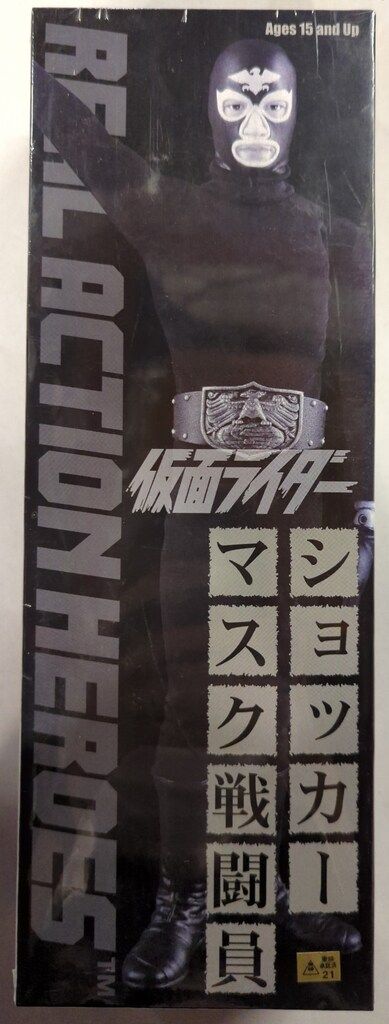 Ages 15 and Up
REAL ACTION HEROES™
仮面ライダー
ショッカー
マスク戦闘員
21